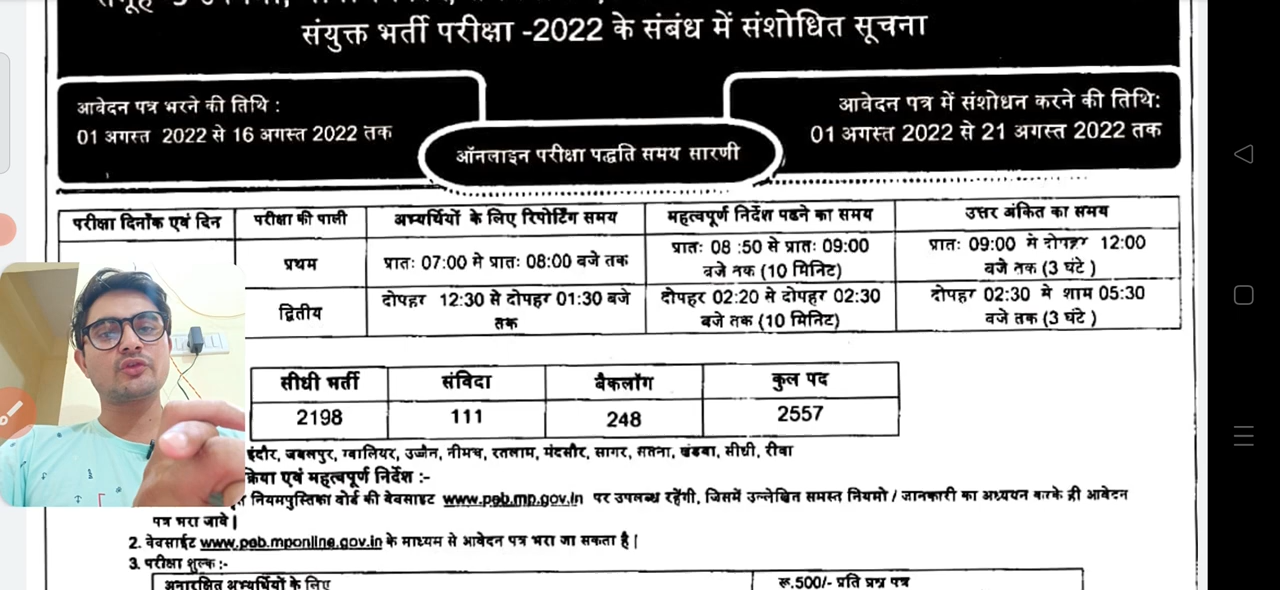 संयुक्त भर्ती परीक्षा -2022 के संबंध में संशोधित सूचना
आवेदन पत्र भरने की तिथि :
01 अगस्त 2022 से 16 अगस्त 2022 तक
आवेदन पत्र में संशोधन करने की तिथि:
01 अगस्त 2022 से 21 अगस्त 2022 तक
ऑनलाइन परीक्षा पद्धति समय सारणी
परीक्षा दिनाँक एवं दिन परीक्षा की पाली अभ्यर्थियों के लिए रिपोर्टिंग समय महत्वपूर्ण निर्देश पढने का समय उत्तर अंकित का समय
प्रथम प्रातः 07:00 से प्रातः 08:00 बजे तक प्रातः 08 :50 से प्रातः 09:00 बजे तक (10 मिनिट) प्रातः 09:00 से दोपहर 12:00 बजे तक (3 घंटे )
द्वितीय दोपहर 12:30 से दोपहर 01:30 बजे तक दोपहर 02:20 से दोपहर 02:30 बजे तक (10 मिनिट) दोपहर 02:30 से शाम 05:30 बजे तक (3 घंटे )
सीधी भर्ती संविदा बैकलॉग कुल पद
2198 111 248 2557
इंदौर, जबलपुर, ग्वालियर, उज्जैन, नीमच, रतलाम, मंदसौर, सागर, सतना, खंडवा, सीधी, रीवा
क्रिया एवं महत्वपूर्ण निर्देश :-
नियमपुस्तिका बोर्ड की वेबसाइट www.peb.mp.gov.in पर उपलब्ध रहेंगी, जिसमें उल्लेखित समस्त नियमो / जानकारी का अध्ययन करके ही आवेदन
पत्र भरा जावे |
2. वेवसाईट www.peb.mponline.gov.in के माध्यम से आवेदन पत्र भरा जा सकता है |
3. परीक्षा शुल्क :-
अनारक्षित अभ्यर्थियों के लिए रू.500/- प्रति प्रश्न पत्र